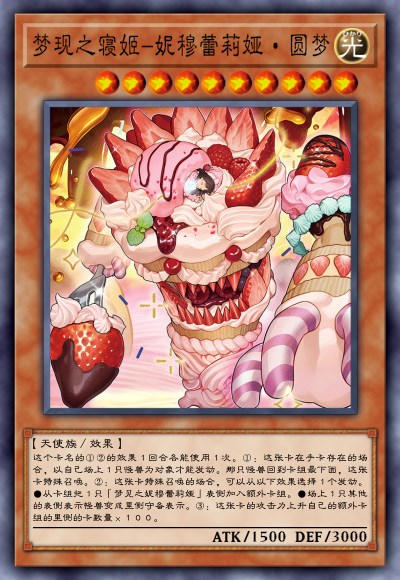 梦现之寝姬-妮穆蕾莉娅·圆梦
ひかり
光
【天使族/效果】
这个卡名的①②的效果1回合各能使用1次。①：这张卡在手卡存在的场
合，以自己场上1只怪兽为对象才能发动。那只怪兽回到卡组最下面，这张
卡特殊召唤。②：这张卡特殊召唤的场合，可以从以下效果选择1个发动。
●从卡组把1只「梦见之妮穆蕾莉娅」表侧加入额外卡组。●场上1只其他
的表侧表示怪兽变成里侧守备表示。③：这张卡的攻击力上升自己的额外卡
组的里侧的卡数量×100。
ATK/1500 DEF/3000